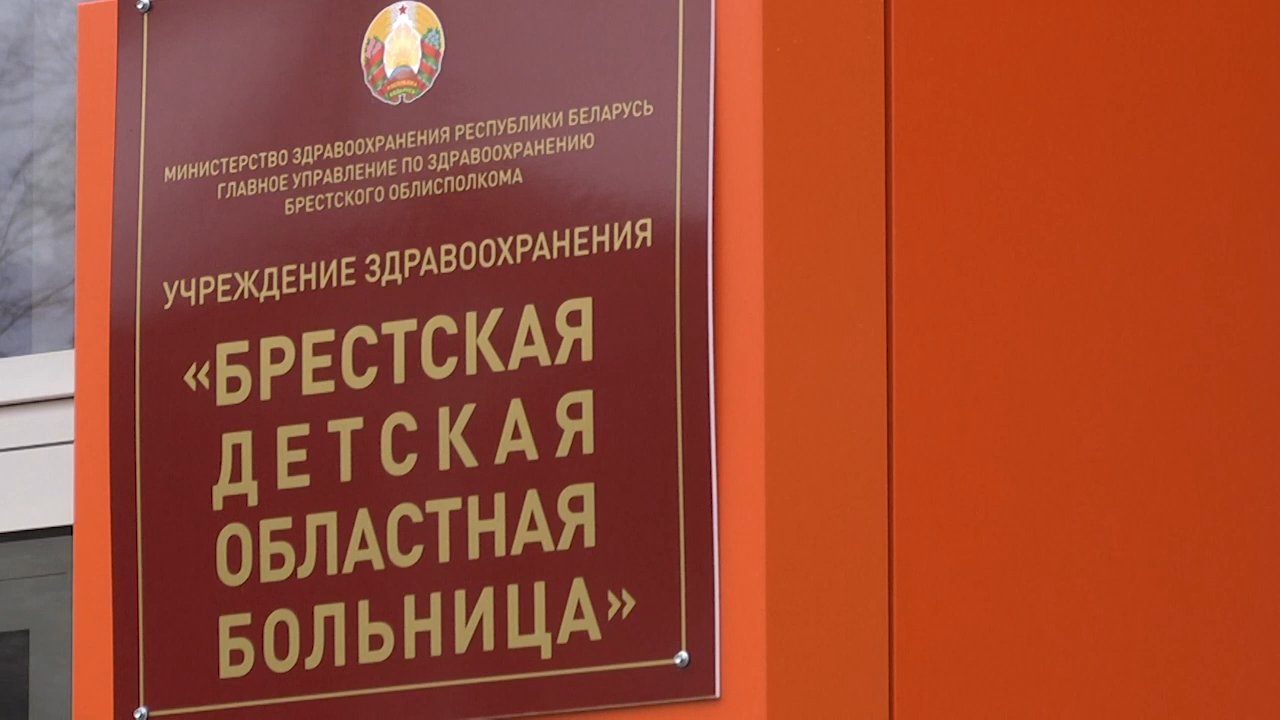 МИНИСТЕРСТВО ЗДРАВООХРАНЕНИЯ РЕСПУБЛИКИ БЕЛАРУСЬ
ГЛАВНОЕ УПРАВЛЕНИЕ ПО ЗДРАВООХРАНЕНИЮ
БРЕСТСКОГО ОБЛИСПОЛКОМА
УЧРЕЖДЕНИЕ ЗДРАВООХРАНЕНИЯ
«БРЕСТСКАЯ
ДЕТСКАЯ
ОБЛАСТНАЯ
БОЛЬНИЦА»